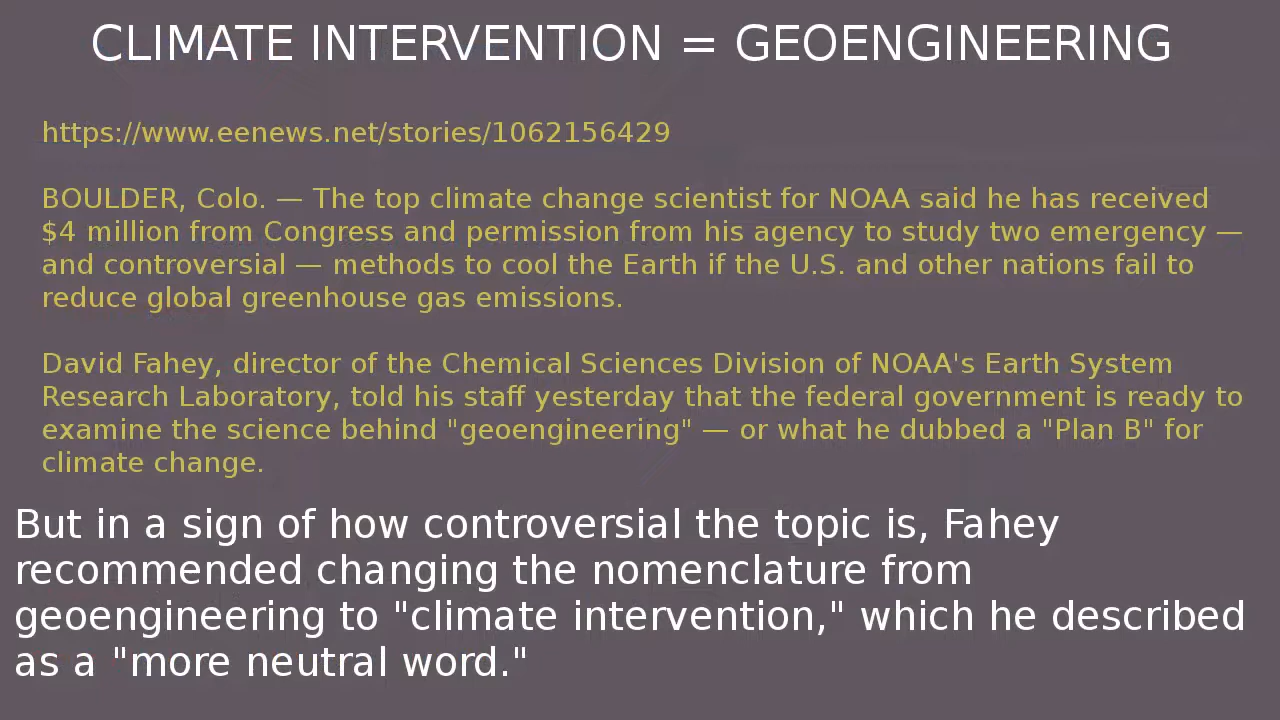 CLIMATE INTERVENTION = GEOENGINEERING
https://www.eenews.net/stories/1062156429
BOULDER, Colo. — The top climate change scientist for NOAA said he has received
$4 million from Congress and permission from his agency to study two emergency —
and controversial — methods to cool the Earth if the U.S. and other nations fail to
reduce global greenhouse gas emissions.
David Fahey, director of the Chemical Sciences Division of NOAA's Earth System
Research Laboratory, told his staff yesterday that the federal government is ready to
examine the science behind "geoengineering" — or what he dubbed a "Plan B" for
climate change.
But in a sign of how controversial the topic is, Fahey
recommended changing the nomenclature from
geoengineering to "climate intervention," which he described
as a "more neutral word."